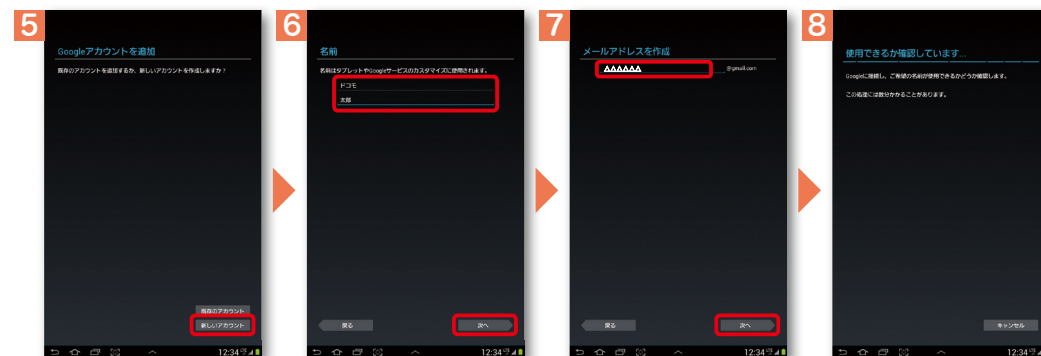 5
Googleアカウントを追加
既存のアカウントを追加するか、新しいアカウントを作成しますか？
既存のアカウント
新しいアカウント
12:34
6
名前
名前はタブレットやGoogleサービスのカスタマイズに使用されます。
ドコモ
太郎
戻る
次へ
12:34
7
メールアドレスを作成
△△△△△△ @gmail.com
戻る
次へ
12:34
8
使用できるか確認しています...
Googleに接続し、ご希望の名前が使用できるかどうか確認します。
この処理には数分かかることがあります。
キャンセル
12:34